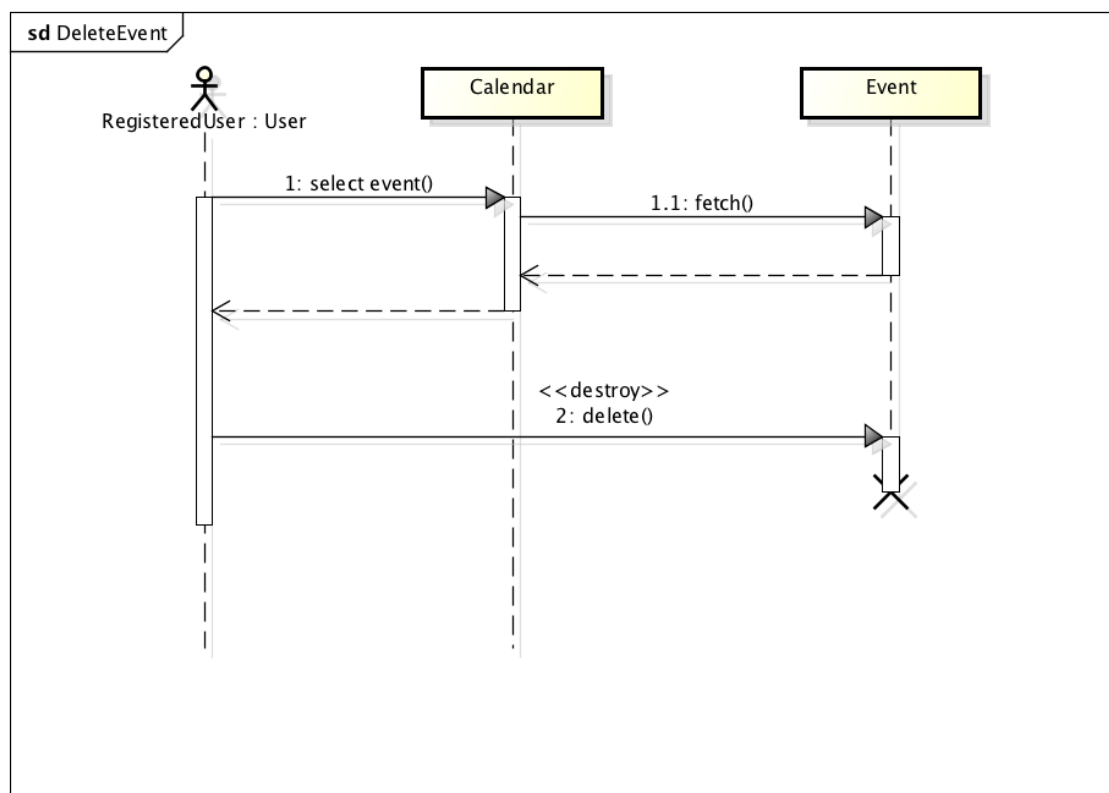 sd DeleteEvent
Calendar
Event
RegisteredUser : User
1: select event()
1.1: fetch()
<<destroy>>
2: delete()